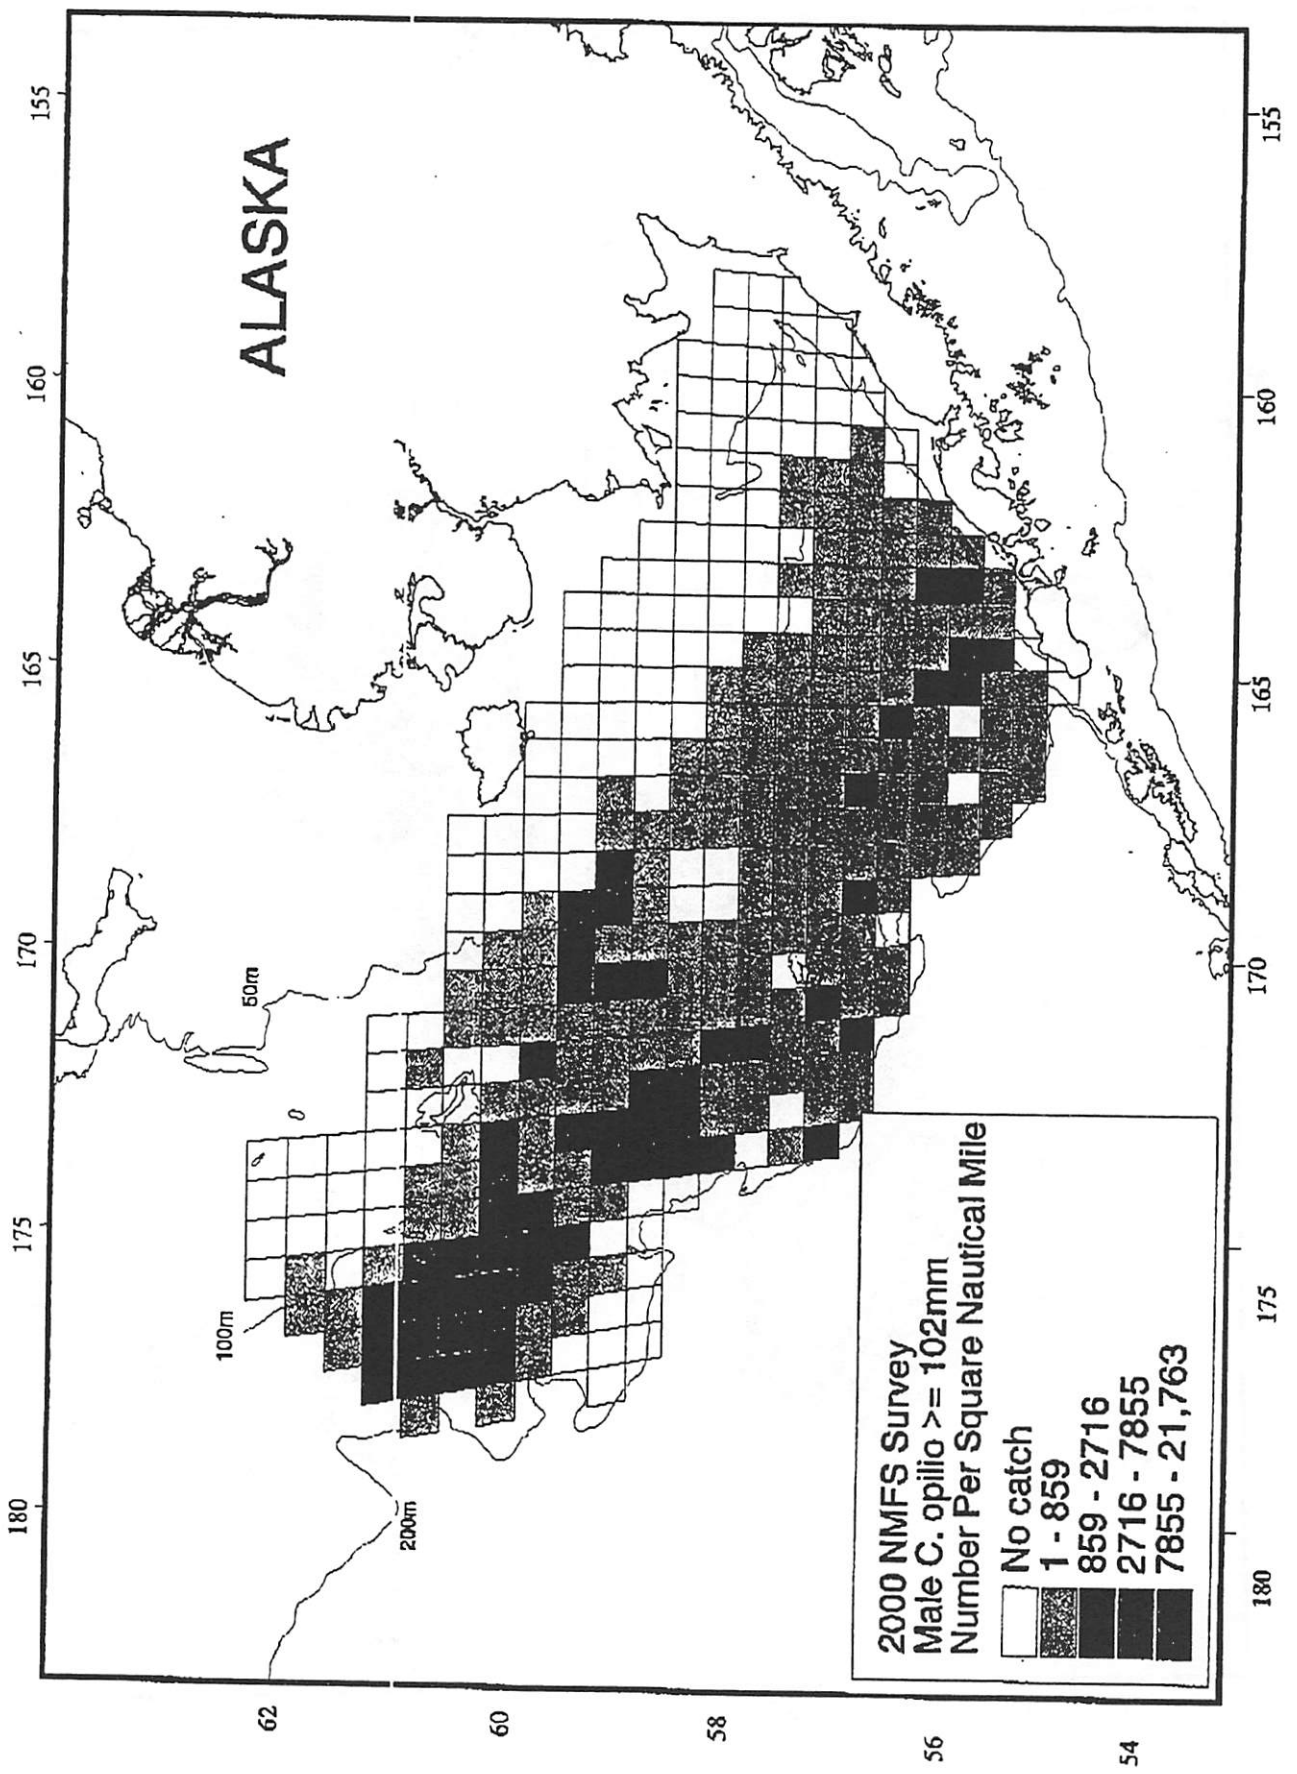 ALASKA
155
160
165
170
175
180
155
160
165
170
175
180
62
60
58
56
54
50m
100m
200m
2000 NMFS Survey
Male C. opilio >= 102mm
Number Per Square Nautical Mile
No catch
1 - 859
859 - 2716
2716 - 7855
7855 - 21,763